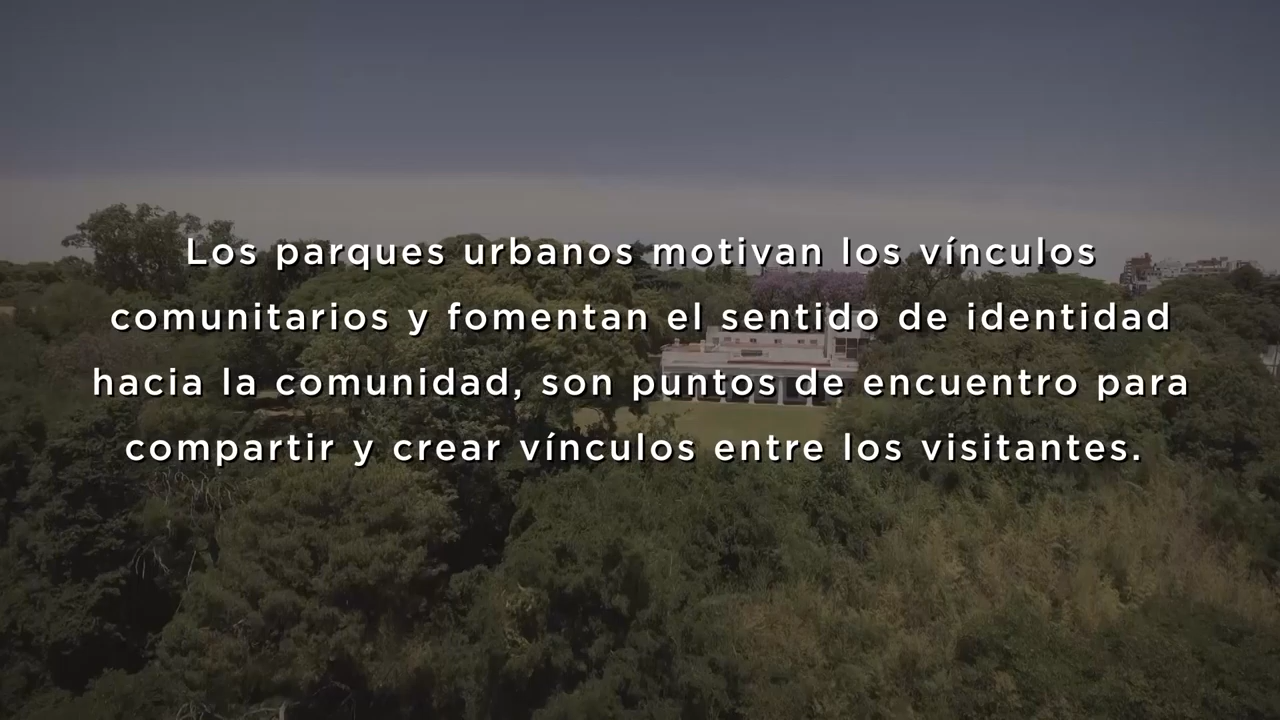 Los parques urbanos motivan los vínculos
comunitarios y fomentan el sentido de identidad
hacia la comunidad, son puntos de encuentro para
compartir y crear vínculos entre los visitantes.